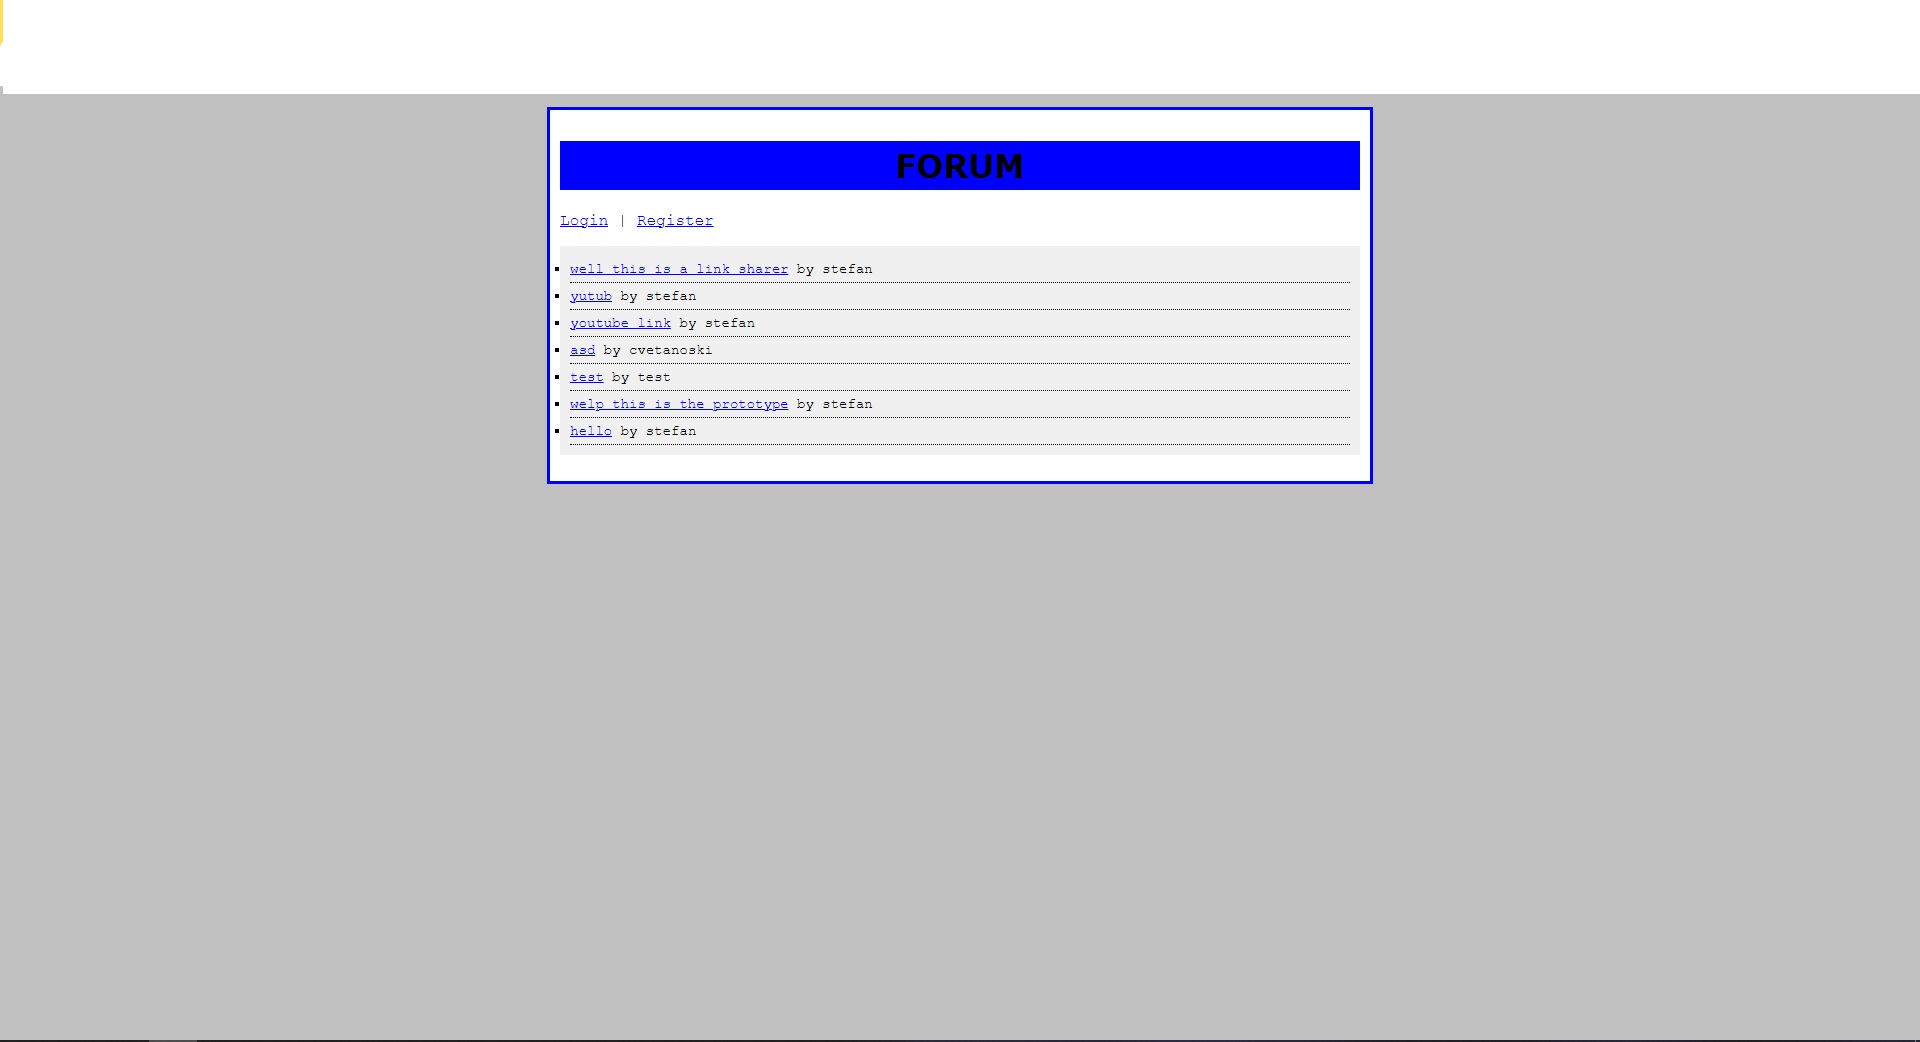 FORUM
Login | Register
well this is a link sharer by stefan
yutub by stefan
youtube link by stefan
asd by cvetanoski
test by test
welp this is the prototype by stefan
hello by stefan